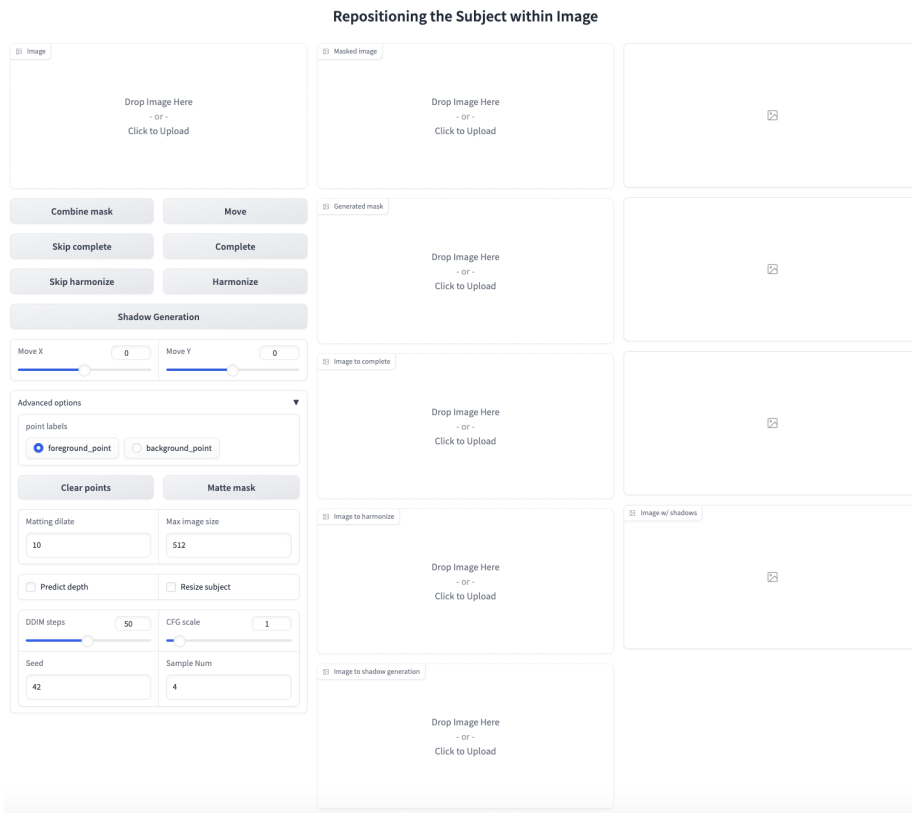 Repositioning the Subject within Image
Image
Drop Image Here
- or -
Click to Upload
Combine mask
Move
Skip complete
Complete
Skip harmonize
Harmonize
Shadow Generation
Move X
0
Move Y
0
Advanced options
▼
point labels
foreground_point
background_point
Clear points
Matte mask
Matting dilate
10
Max image size
512
Predict depth
Resize subject
DDIM steps
50
CFG scale
1
Seed
42
Sample Num
4
Masked image
Drop Image Here
- or -
Click to Upload
Generated mask
Drop Image Here
- or -
Click to Upload
Image to complete
Drop Image Here
- or -
Click to Upload
Image to harmonize
Drop Image Here
- or -
Click to Upload
Image to shadow generation
Drop Image Here
- or -
Click to Upload
Image w/ shadows